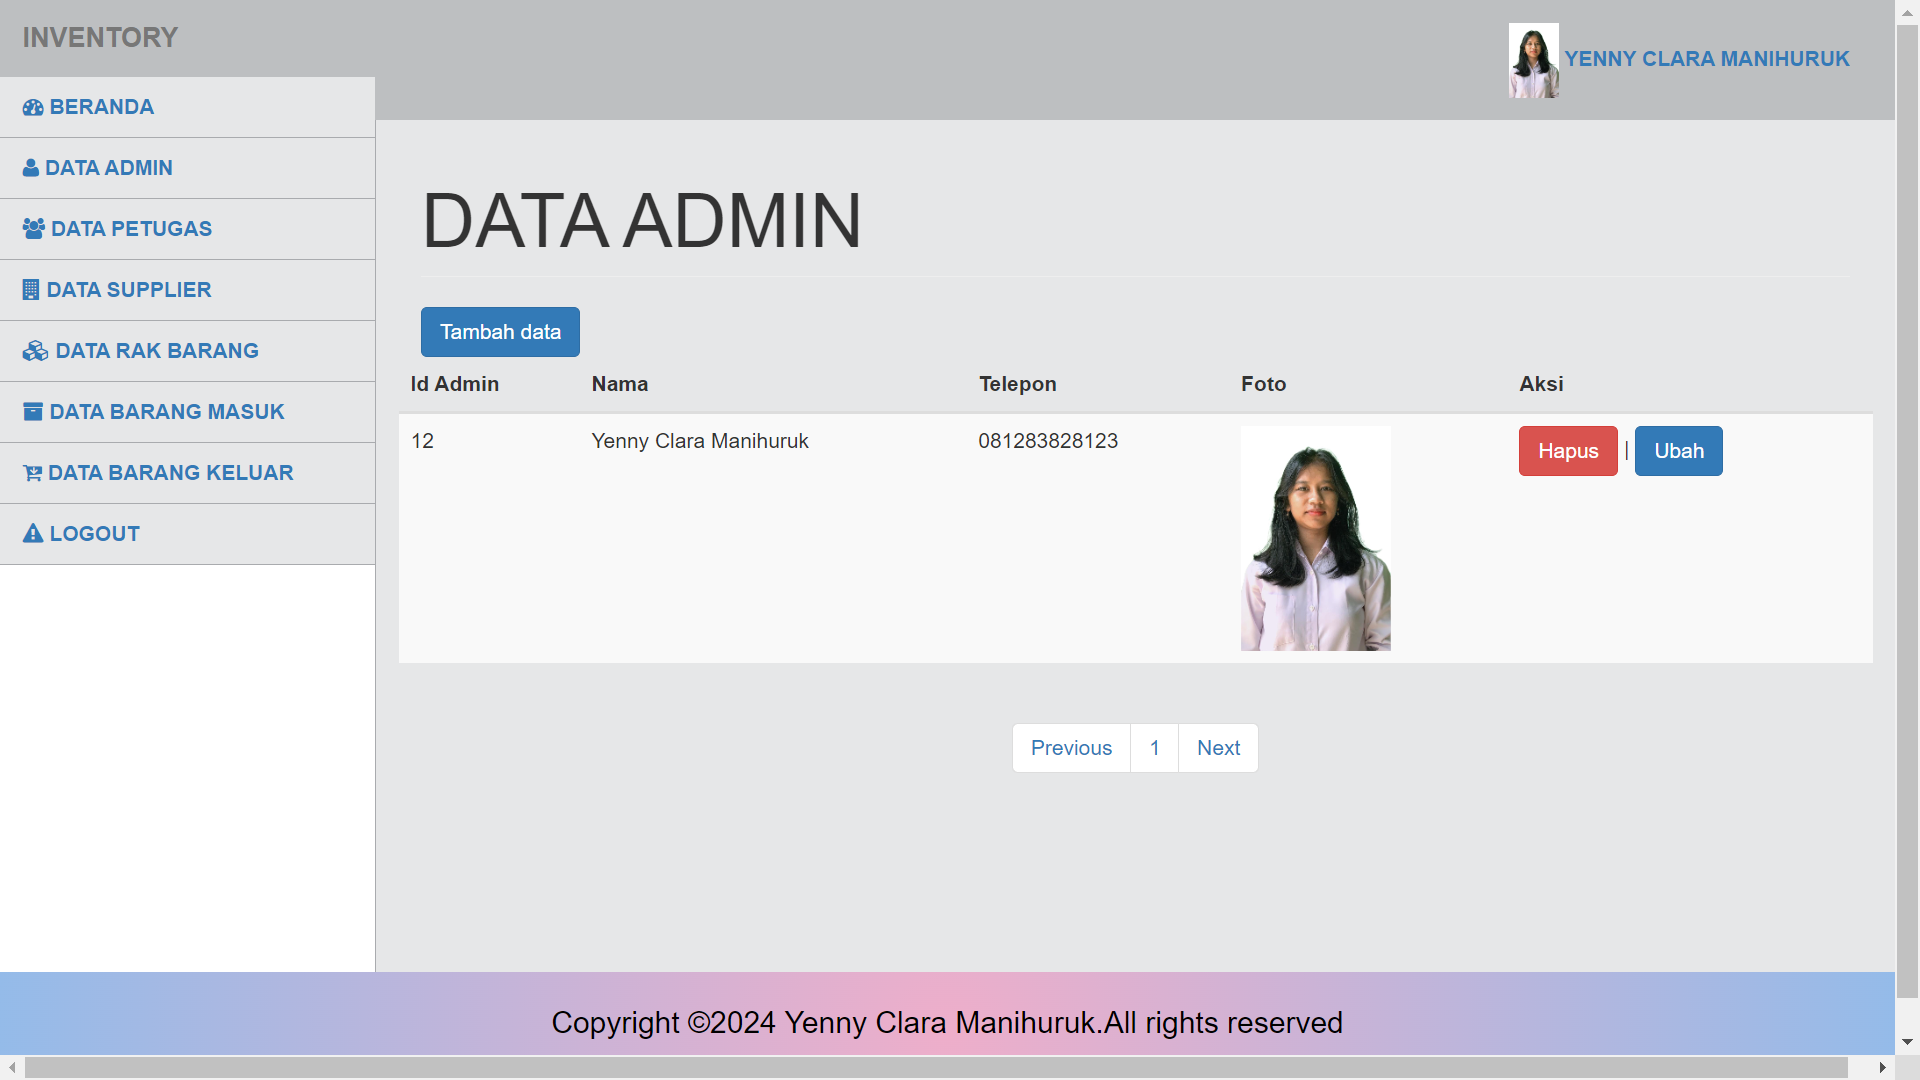 INVENTORY
YENNY CLARA MANIHURUK
BERANDA
DATA ADMIN
DATA PETUGAS
DATA SUPPLIER
DATA RAK BARANG
DATA BARANG MASUK
DATA BARANG KELUAR
LOGOUT
DATA ADMIN
Tambah data
Id Admin Nama Telepon Foto Aksi
12 Yenny Clara Manihuruk 081283828123 Hapus | Ubah
Previous 1 Next
Copyright ©2024 Yenny Clara Manihuruk.All rights reserved